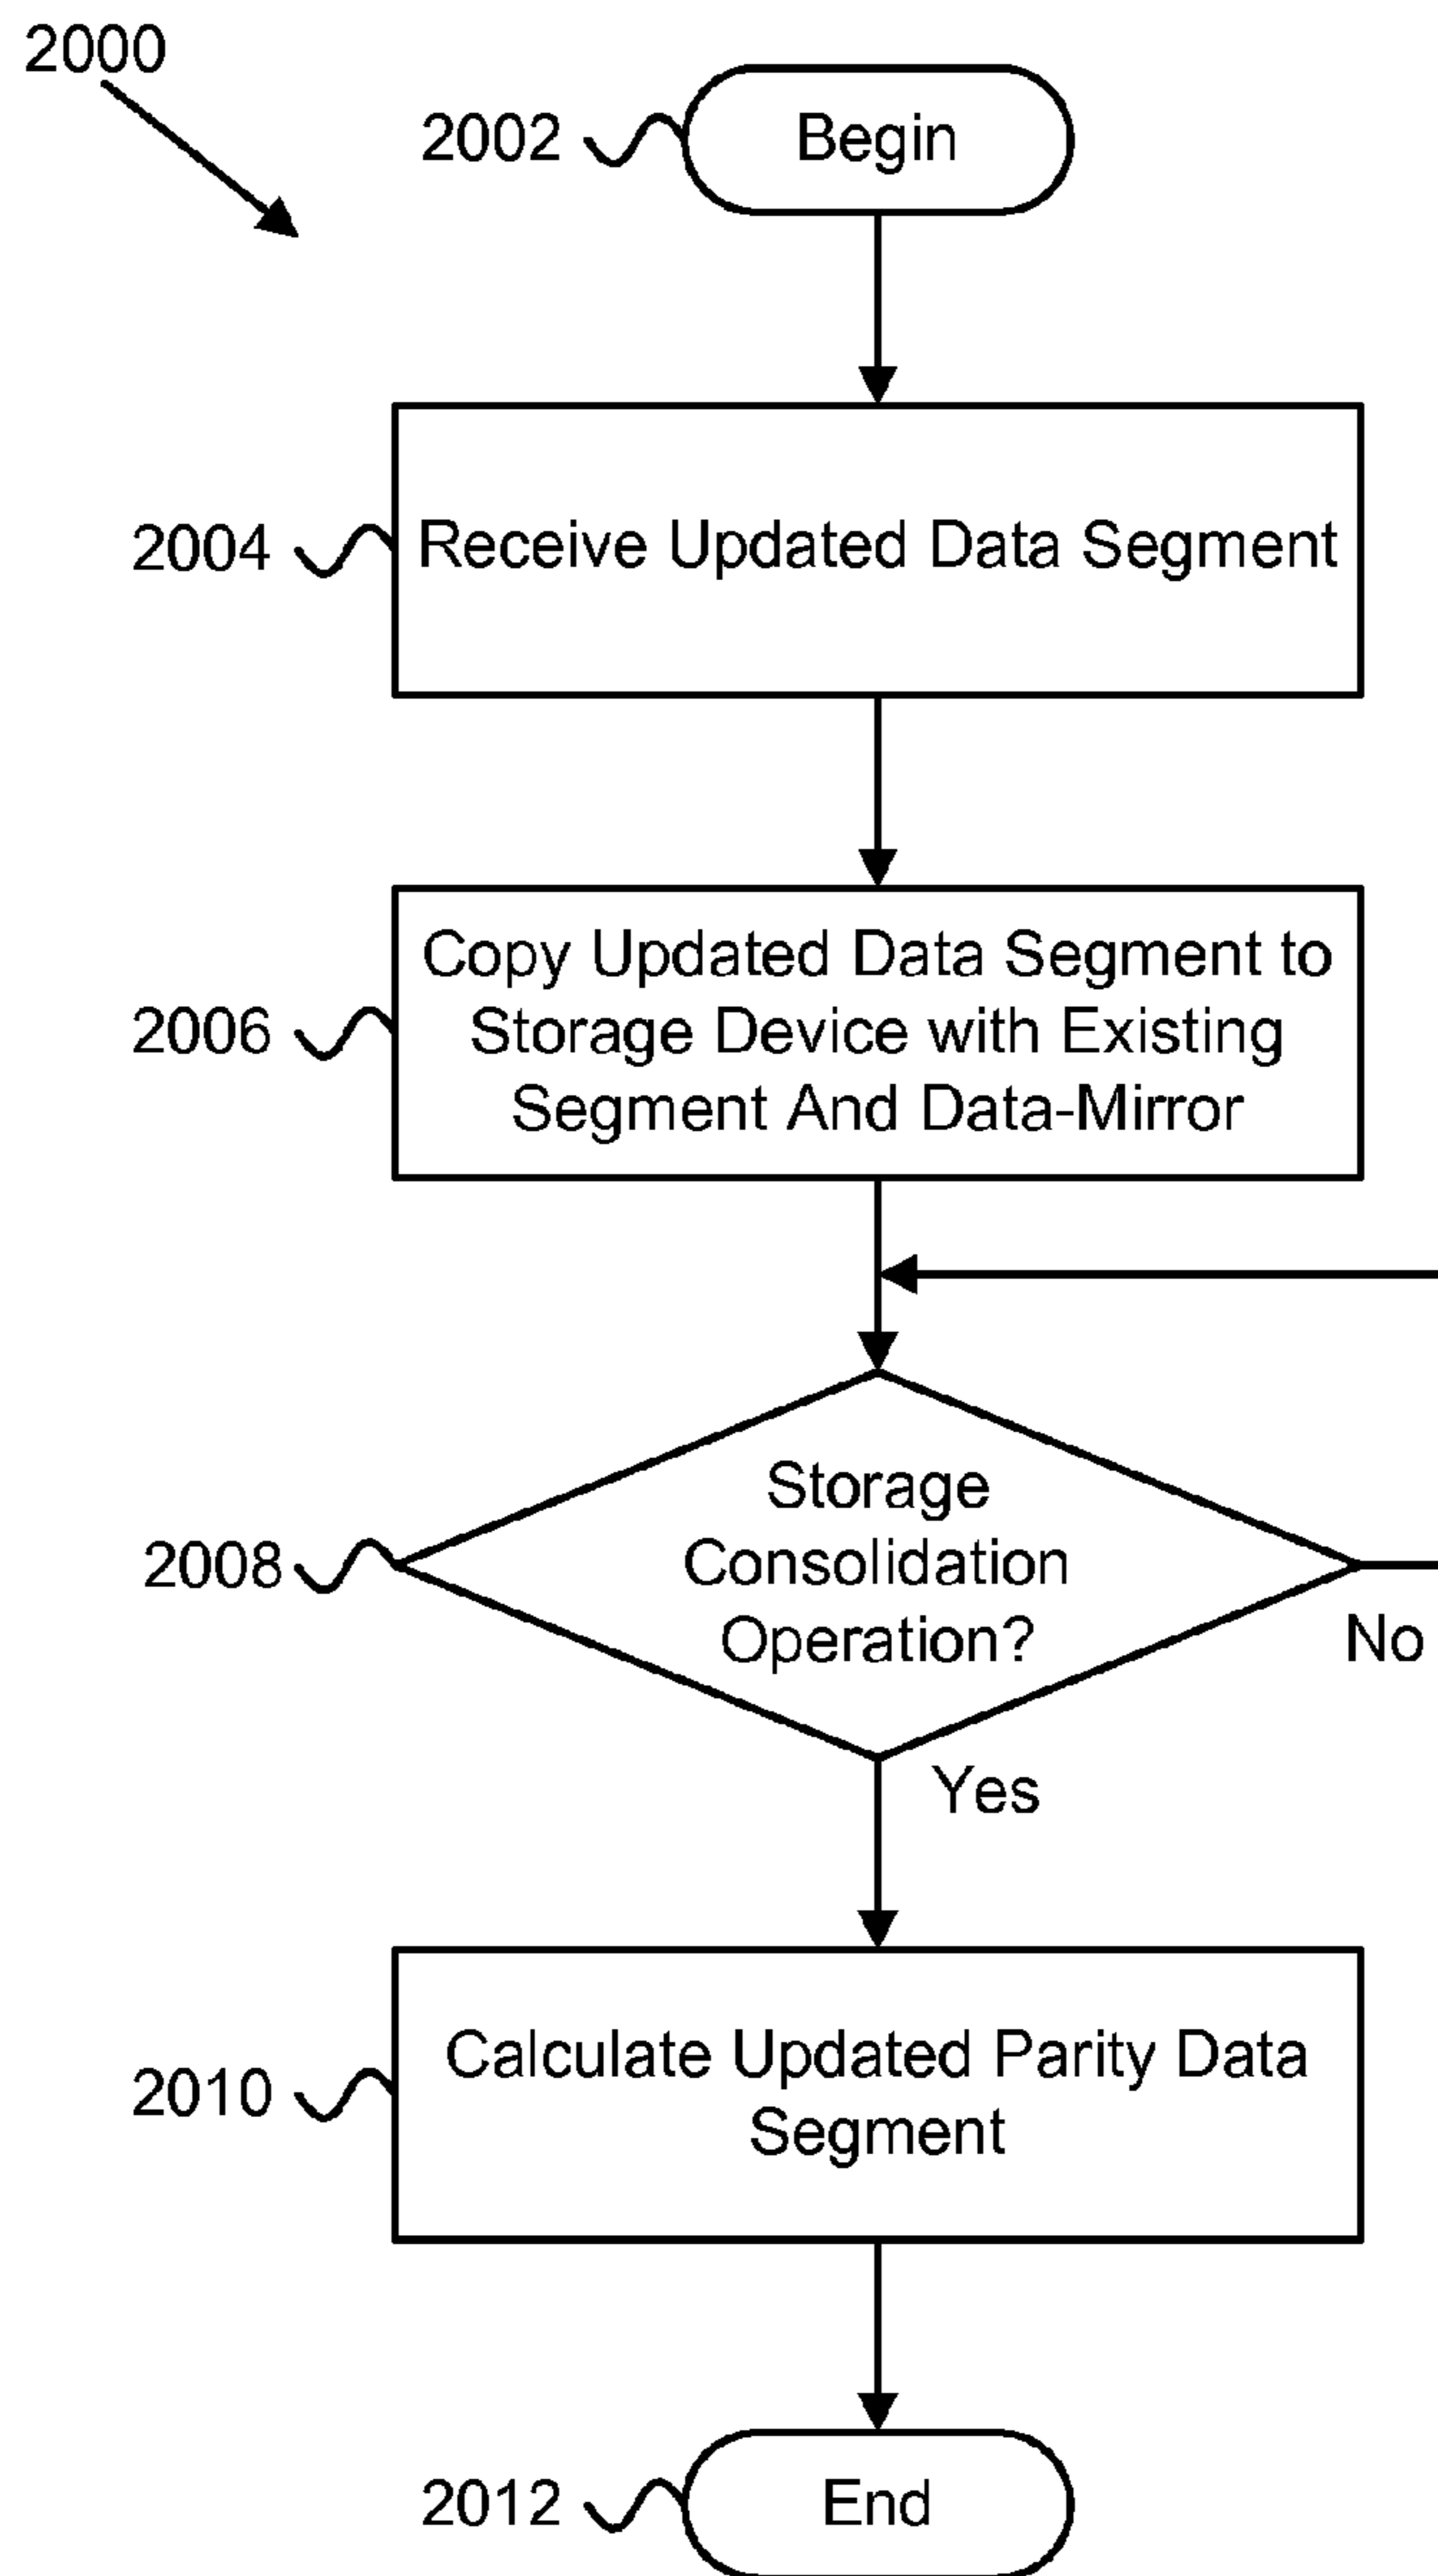 2000
2002
Begin
2004
Receive Updated Data Segment
2006
Copy Updated Data Segment to
Storage Device with Existing
Segment And Data-Mirror
2008
Storage
Consolidation
Operation?
No
Yes
2010
Calculate Updated Parity Data
Segment
2012
End